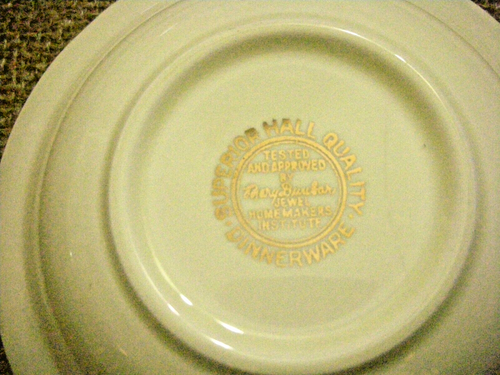 SUPERIOR HALL QUALITY
DINNERWARE
TESTED
AND APPROVED
BY
Mary Dunbar
JEWEL
HOMEMAKERS
INSTITUTE